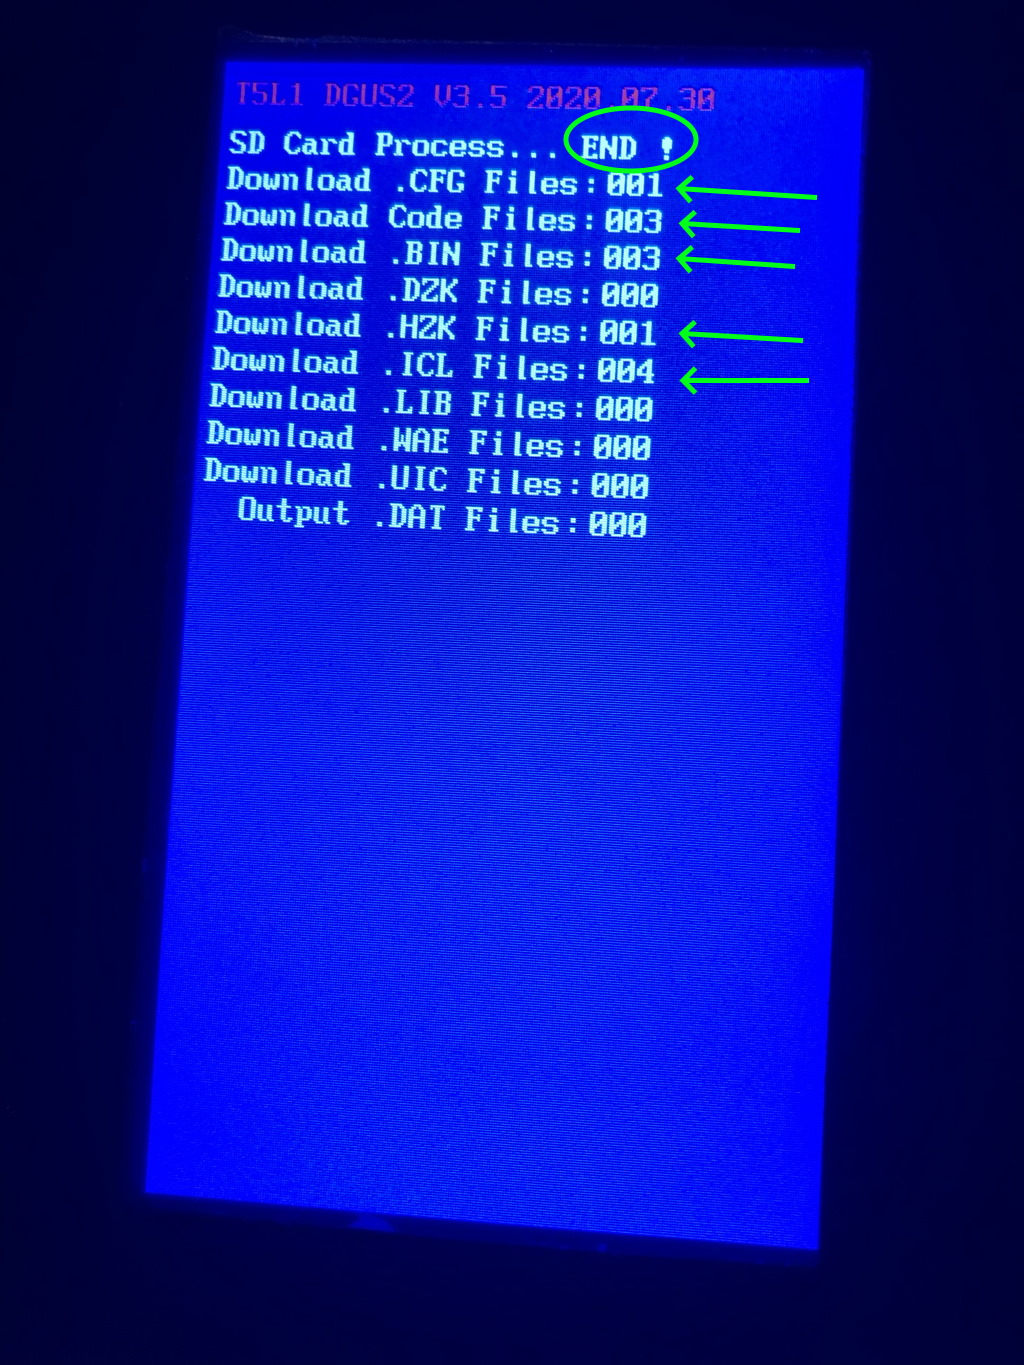 T5L1 DGUS2 V3.5 2020.07.30
SD Card Process... END !
Download .CFG Files:001
Download Code Files:003
Download .BIN Files:003
Download .DZK Files:000
Download .HZK Files:001
Download .ICL Files:004
Download .LIB Files:000
Download .WAE Files:000
Download .UIC Files:000
Output .DAT Files:000